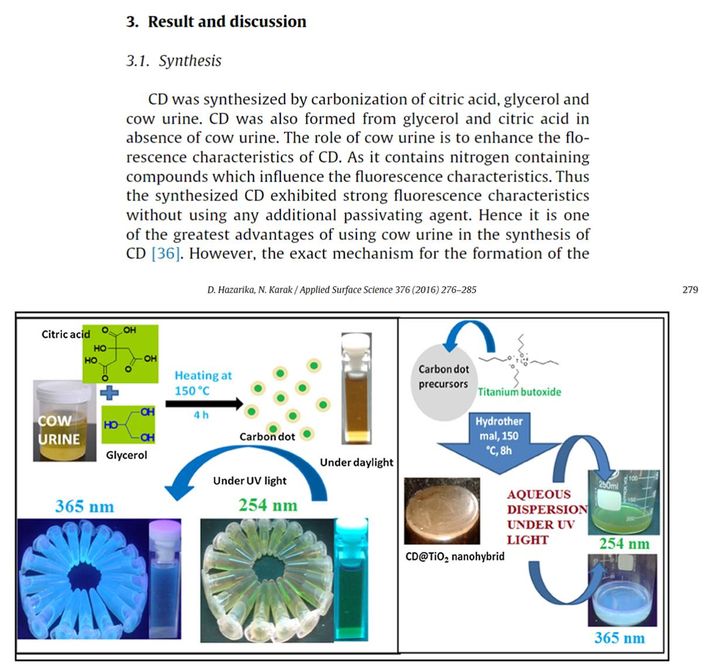 3. Result and discussion
3.1. Synthesis
CD was synthesized by carbonization of citric acid, glycerol and
cow urine. CD was also formed from glycerol and citric acid in
absence of cow urine. The role of cow urine is to enhance the flo-
rescence characteristics of CD. As it contains nitrogen containing
compounds which influence the fluorescence characteristics. Thus
the synthesized CD exhibited strong fluorescence characteristics
without using any additional passivating agent. Hence it is one
of the greatest advantages of using cow urine in the synthesis of
CD [36]. However, the exact mechanism for the formation of the
D. Hazarika, N. Karak / Applied Surface Science 376 (2016) 276–285
279
Citric acid
O
OH
HO
O
HO
OH
O
COW
URINE
HO
OH
OH
Glycerol
Heating at
150 °C
4 h
Carbon dot
Under daylight
Under UV light
365 nm
254 nm
Carbon dot
precursors
Titanium butoxide
Hydrother
mal, 150
°C, 8h
CD@TiO2 nanohybrid
AQUEOUS
DISPERSION
UNDER UV
LIGHT
250ml
254 nm
365 nm